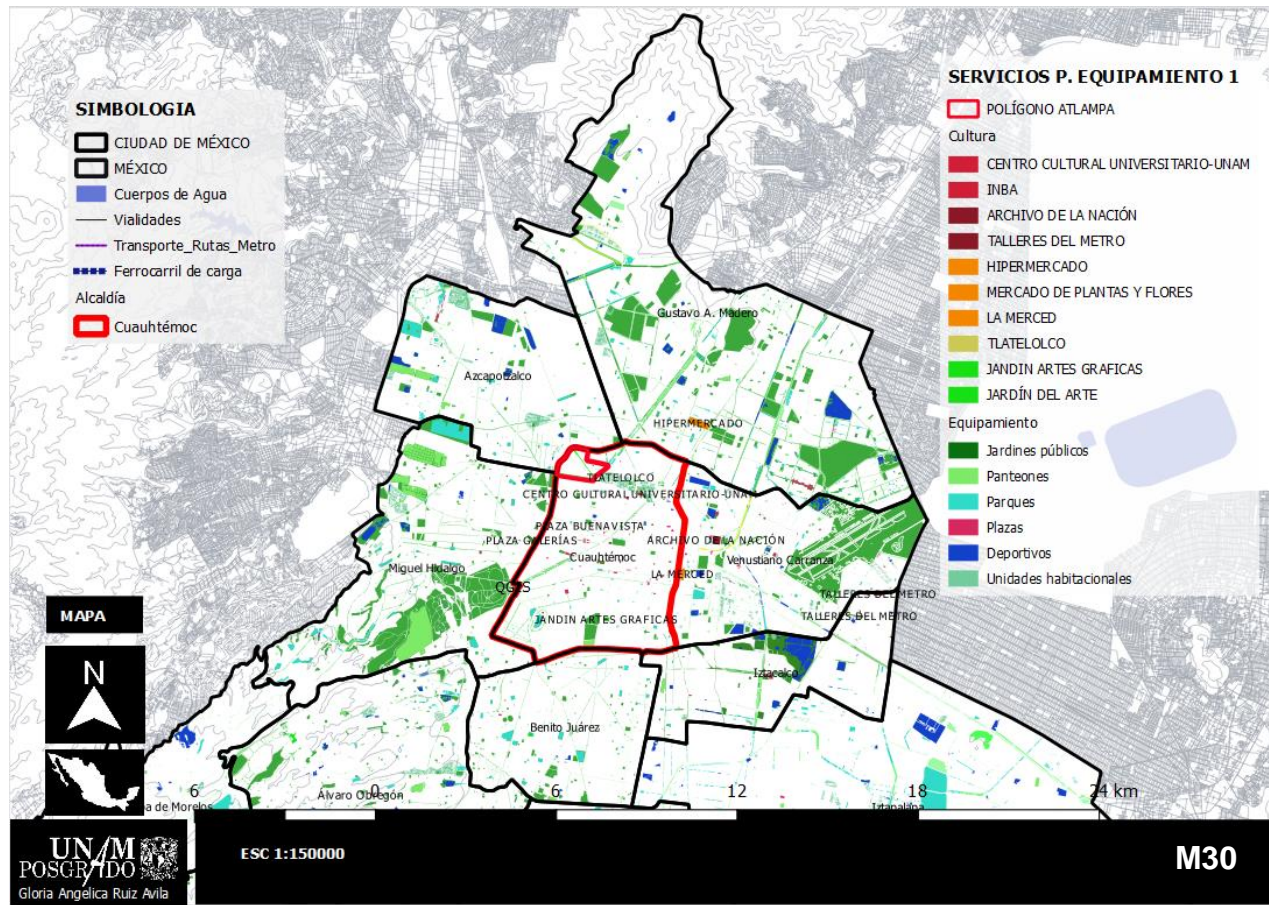 SIMBOLOGIA
CIUDAD DE MÉXICO
MÉXICO
Cuerpos de Agua
Vialidades
Transporte_Rutas_Metro
Ferrocarril de carga
Alcaldía
Cuauhtémoc
SERVICIOS P. EQUIPAMIENTO 1
POLÍGONO ATLAMPA
Cultura
CENTRO CULTURAL UNIVERSITARIO-UNAM
INBA
ARCHIVO DE LA NACIÓN
TALLERES DEL METRO
HIPERMERCADO
MERCADO DE PLANTAS Y FLORES
LA MERCED
TLATELOLCO
JANDIN ARTES GRAFICAS
JARDÍN DEL ARTE
Equipamiento
Jardines públicos
Panteones
Parques
Plazas
Deportivos
Unidades habitacionales
Gustavo A. Madero
Azcapotzalco
HIPERMERCADO
TLATELOLCO
CENTRO CULTURAL UNIVERSITARIO-UNAM
PLAZA BUENAVISTA
PLAZA GALERÍAS
ARCHIVO DE LA NACIÓN
Cuauhtémoc
Venustiano Carranza
Miguel Hidalgo
LA MERCED
TALLERES DEL METRO
TALLERES DEL METRO
JANDIN ARTES GRAFICAS
Iztacalco
Benito Juárez
Álvaro Obregón
de Morelos
Iztapalapa
6 0 6 12 18 24 km
MAPA
N
UNAM
POSGRADO
Gloria Angelica Ruiz Avila
ESC 1:150000
M30